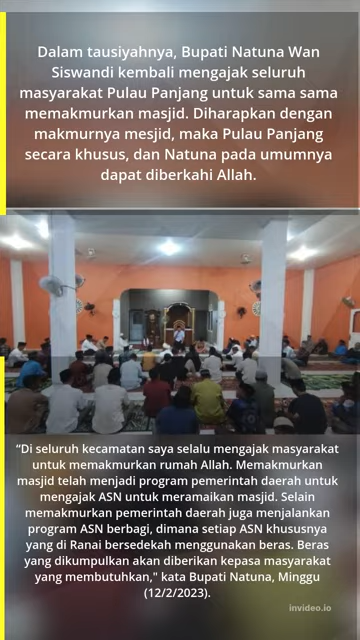 Dalam tausiyahnya, Bupati Natuna Wan
Siswandi kembali mengajak seluruh
masyarakat Pulau Panjang untuk sama sama
memakmurkan masjid. Diharapkan dengan
makmurnya mesjid, maka Pulau Panjang
secara khusus, dan Natuna pada umumnya
dapat diberkahi Allah.
“Di seluruh kecamatan saya selalu mengajak masyarakat
untuk memakmurkan rumah Allah. Memakmurkan
masjid telah menjadi program pemerintah daerah untuk
mengajak ASN untuk meramaikan masjid. Selain
memakmurkan pemerintah daerah juga menjalankan
program ASN berbagi, dimana setiap ASN khususnya
yang di Ranai bersedekah menggunakan beras. Beras
yang dikumpulkan akan diberikan kepasa masyarakat
yang membutuhkan," kata Bupati Natuna, Minggu
(12/2/2023).
invideo.io